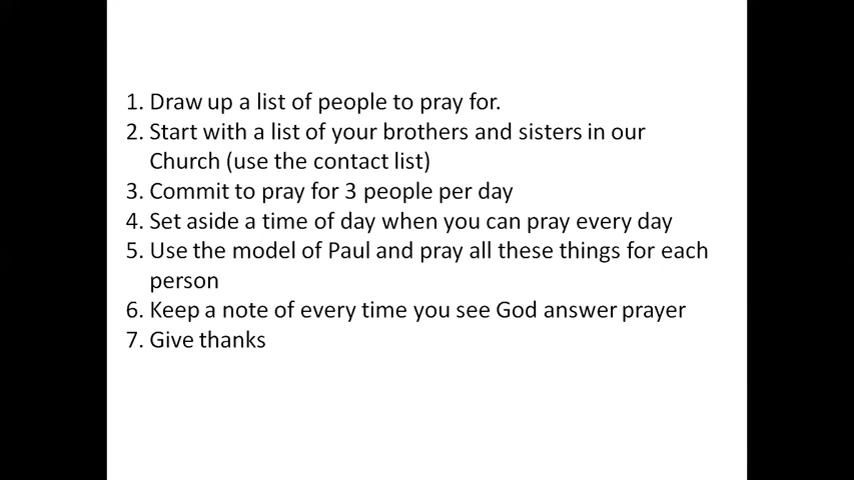 1. Draw up a list of people to pray for.
2. Start with a list of your brothers and sisters in our
Church (use the contact list)
3. Commit to pray for 3 people per day
4. Set aside a time of day when you can pray every day
5. Use the model of Paul and pray all these things for each
person
6. Keep a note of every time you see God answer prayer
7. Give thanks